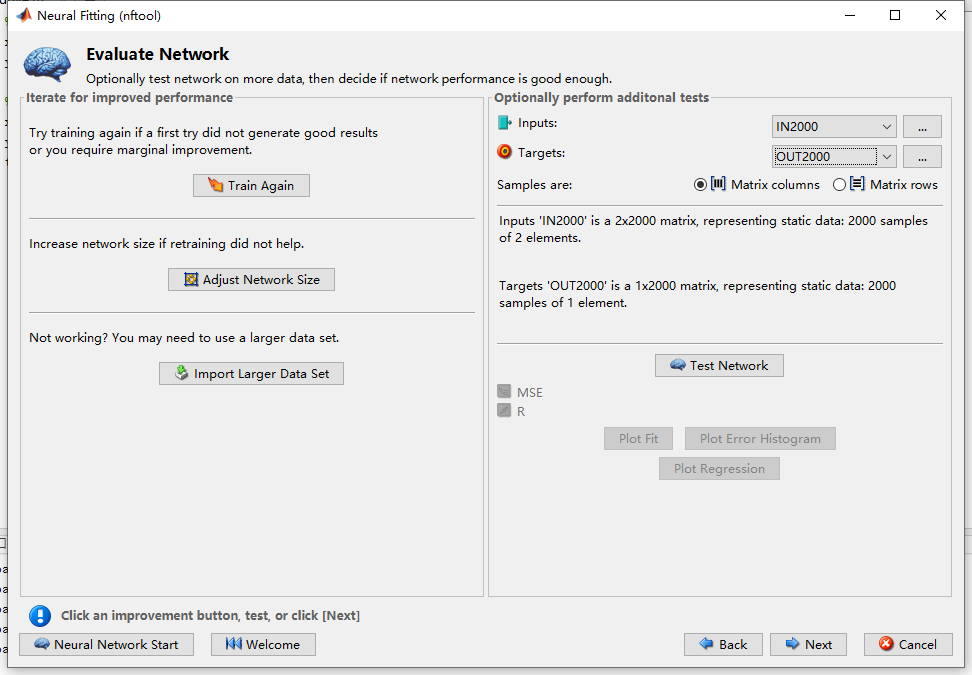 Neural Fitting (nftool)
Evaluate Network
Optionally test network on more data, then decide if network performance is good enough.
Iterate for improved performance
Try training again if a first try did not generate good results
or you require marginal improvement.
Train Again
Increase network size if retraining did not help.
Adjust Network Size
Not working? You may need to use a larger data set.
Import Larger Data Set
Optionally perform additonal tests
Inputs:
IN2000
...
Targets:
OUT2000
...
Samples are:
Matrix columns
Matrix rows
Inputs 'IN2000' is a 2x2000 matrix, representing static data: 2000 samples
of 2 elements.
Targets 'OUT2000' is a 1x2000 matrix, representing static data: 2000
samples of 1 element.
Test Network
MSE
R
Plot Fit
Plot Error Histogram
Plot Regression
Click an improvement button, test, or click [Next]
Neural Network Start
Welcome
Back
Next
Cancel